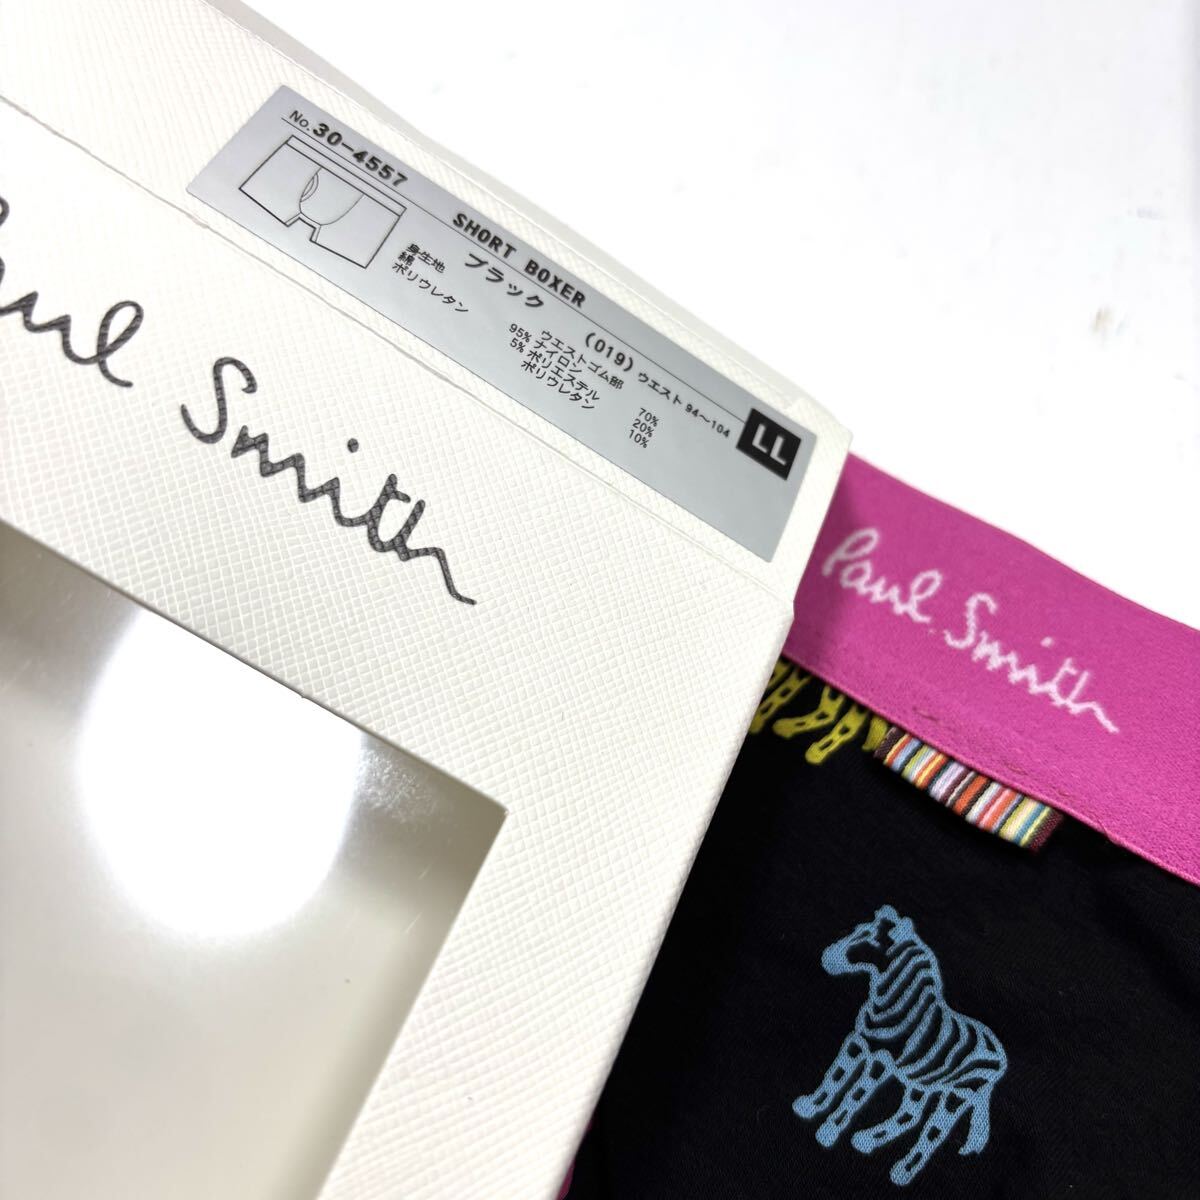 No. 30-4557 SHORT BOXER
ブラック (019) ウエスト 94〜104 LL
身生地
綿 95%
ポリウレタン 5%
ウエストゴム部
ナイロン 70%
ポリエステル 20%
ポリウレタン 10%
Paul Smith
Paul Smith